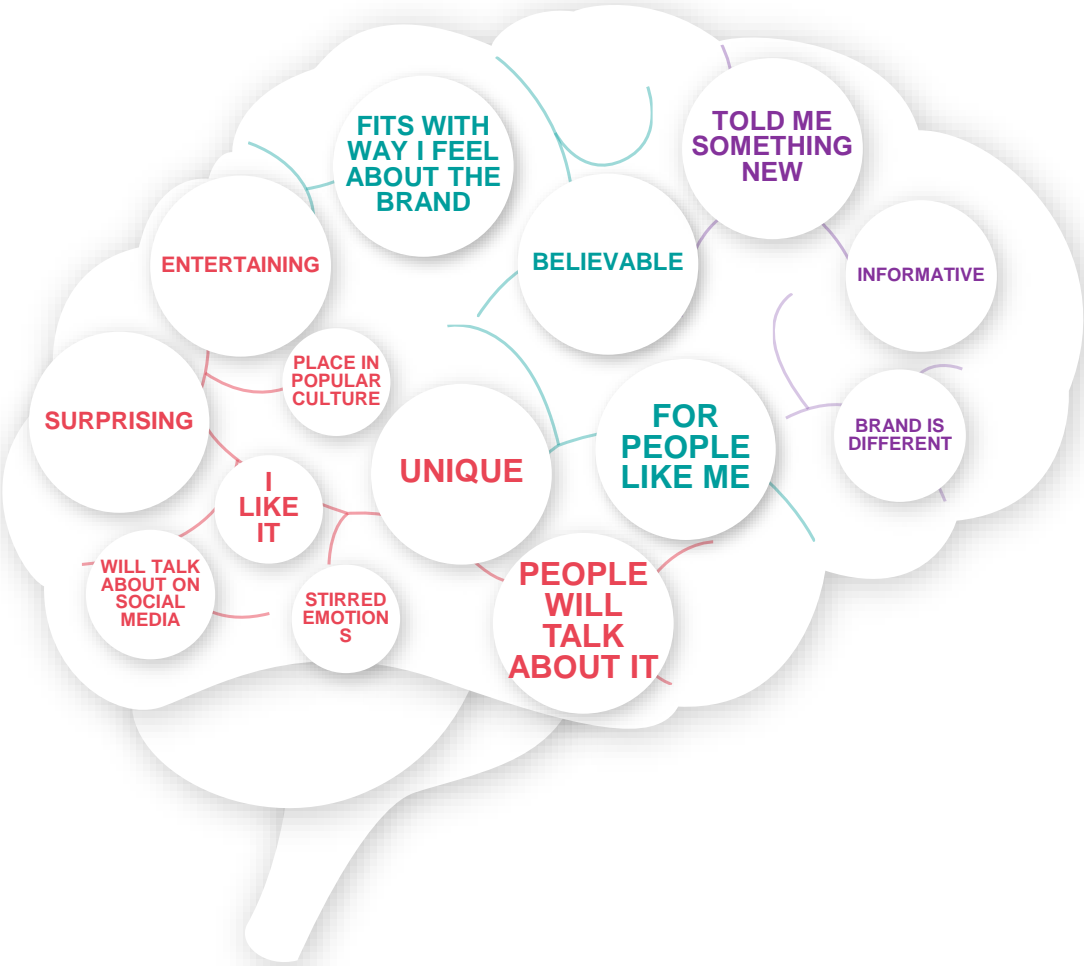 FITS WITH
WAY I FEEL
ABOUT THE
BRAND
TOLD ME
SOMETHING
NEW
ENTERTAINING
BELIEVABLE
INFORMATIVE
PLACE IN
POPULAR
CULTURE
SURPRISING
UNIQUE
FOR
PEOPLE
LIKE ME
BRAND IS
DIFFERENT
I
LIKE
IT
WILL TALK
ABOUT ON
SOCIAL
MEDIA
STIRRED
EMOTION
S
PEOPLE
WILL
TALK
ABOUT IT